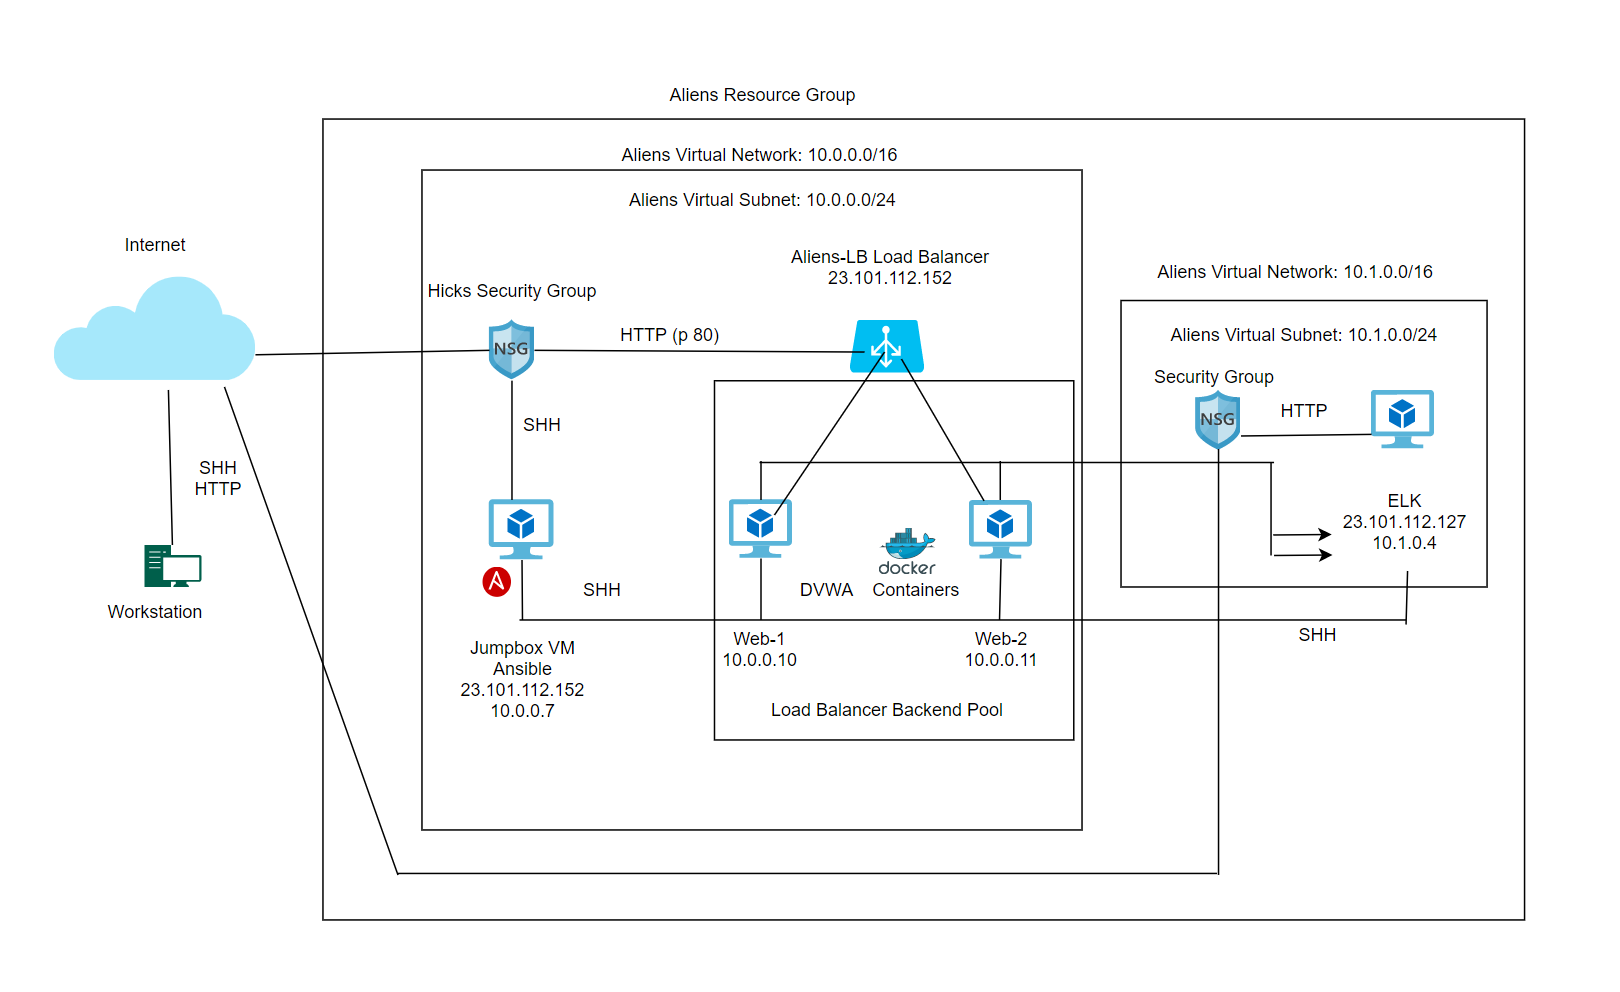 Aliens Resource Group
Aliens Virtual Network: 10.0.0.0/16
Aliens Virtual Subnet: 10.0.0.0/24
Internet
Aliens-LB Load Balancer
23.101.112.152
Hicks Security Group
NSG
HTTP (p 80)
SHH
SHH
HTTP
Workstation
Aliens Virtual Network: 10.1.0.0/16
Aliens Virtual Subnet: 10.1.0.0/24
Security Group
NSG
HTTP
ELK
23.101.112.127
10.1.0.4
docker
DVWA
Containers
SHH
SHH
Jumpbox VM
Ansible
23.101.112.152
10.0.0.7
Web-1
10.0.0.10
Web-2
10.0.0.11
Load Balancer Backend Pool